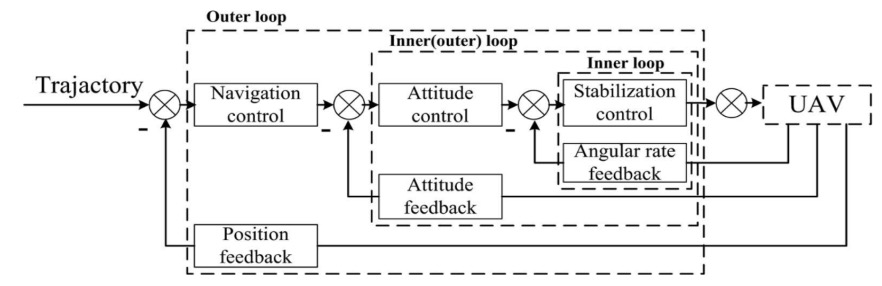 Outer loop
Inner(outer) loop
Inner loop
Trajactory
Navigation
control
Attitude
control
Stabilization
control
UAV
-
-
-
Angular rate
feedback
Attitude
feedback
Position
feedback